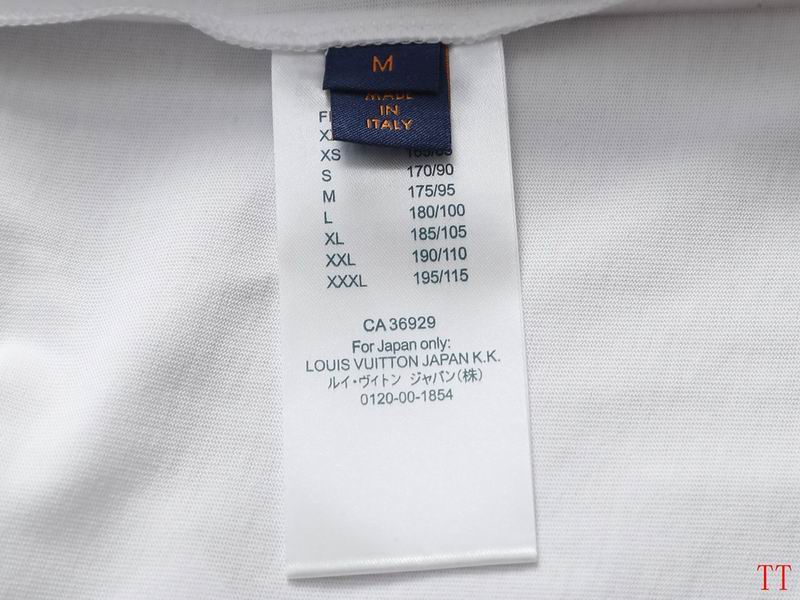 M
MADE
IN
ITALY
XS
S 170/90
M 175/95
L 180/100
XL 185/105
XXL 190/110
XXXL 195/115
CA 36929
For Japan only:
LOUIS VUITTON JAPAN K.K.
ルイ・ヴィトン ジャパン(株)
0120-00-1854
TT